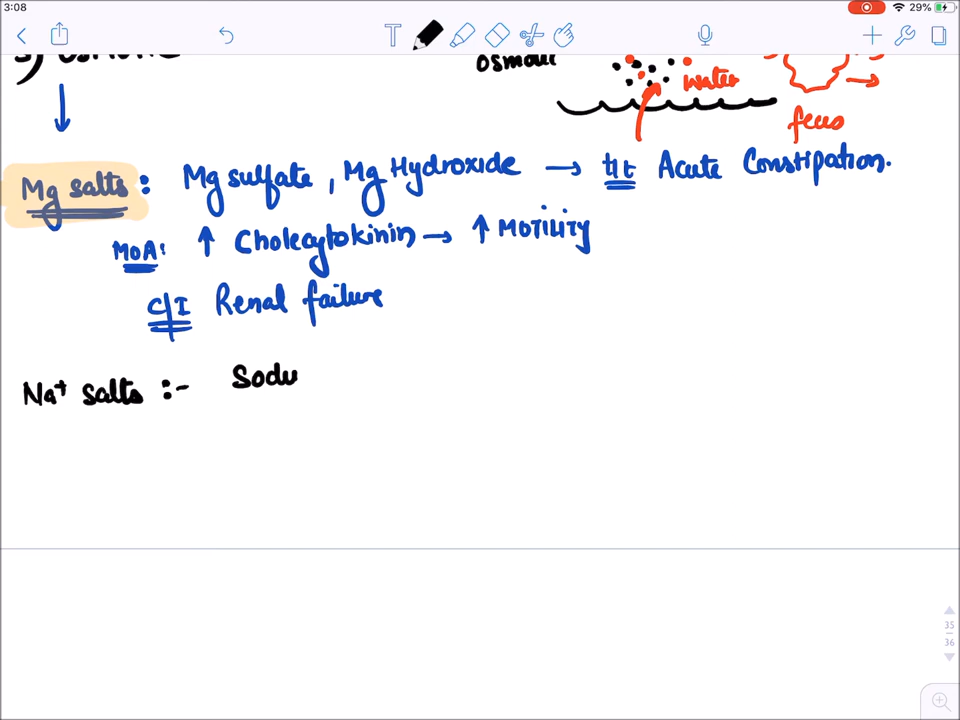 3:08 29%
T
osmotic
water
feces
Mg salts : Mg sulfate , Mg Hydroxide → Acute Constipation.
MoA: ↑ Cholecytokinin → ↑ Motility
C/I Renal failure
Na+ salts :- Sodu
35
36